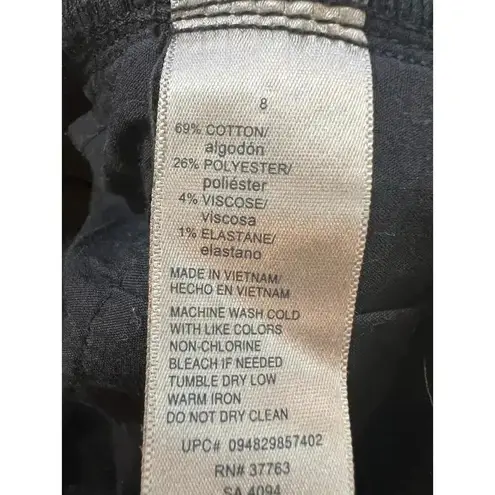 8
69% COTTON/
algodón
26% POLYESTER/
poliéster
4% VISCOSE/
viscosa
1% ELASTANE/
elastano
MADE IN VIETNAM/
HECHO EN VIETNAM
MACHINE WASH COLD
WITH LIKE COLORS
NON-CHLORINE
BLEACH IF NEEDED
TUMBLE DRY LOW
WARM IRON
DO NOT DRY CLEAN
UPC# 094829857402
RN# 37763
SA 4094